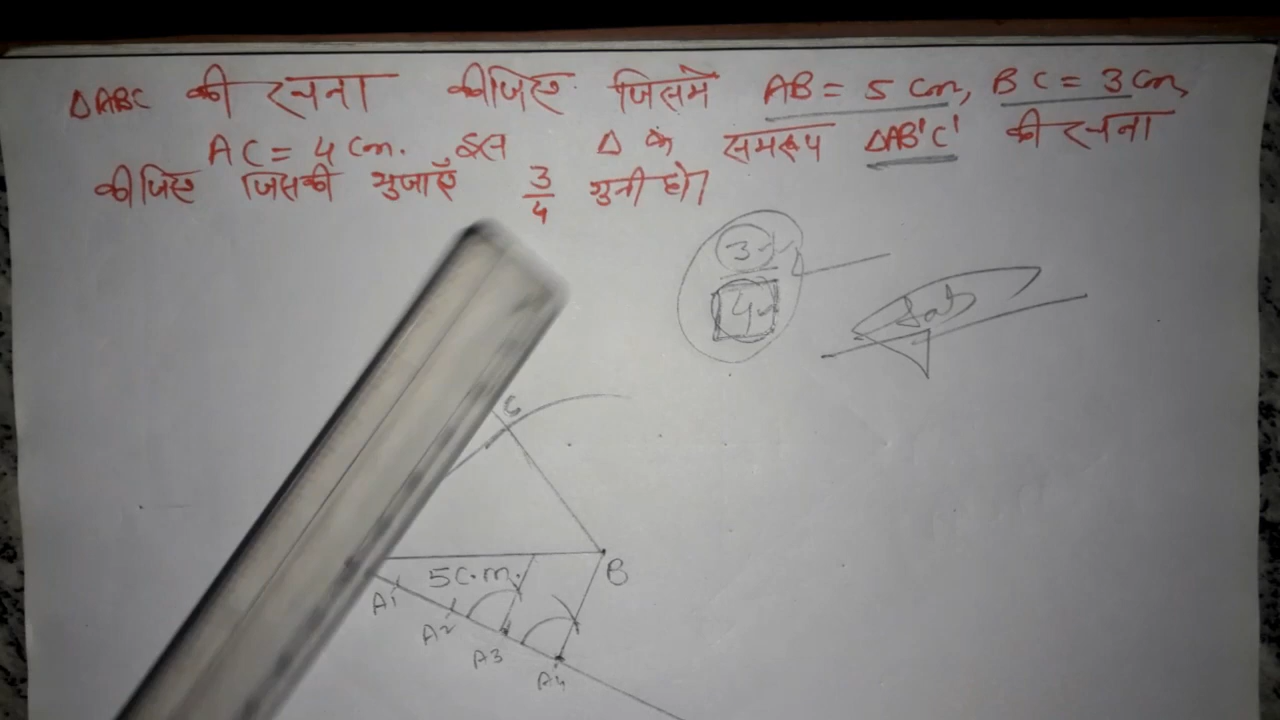 ΔABC की रचना कीजिए जिसमे AB = 5 cm, BC = 3 cm,
AC = 4 cm. इस Δ के समरूप ΔAB'C' की रचना
कीजिए जिसकी भुजाएँ 3/4 गुनी हो।
3
4
C
5 C.m.
B
A1
A2
A3
A4